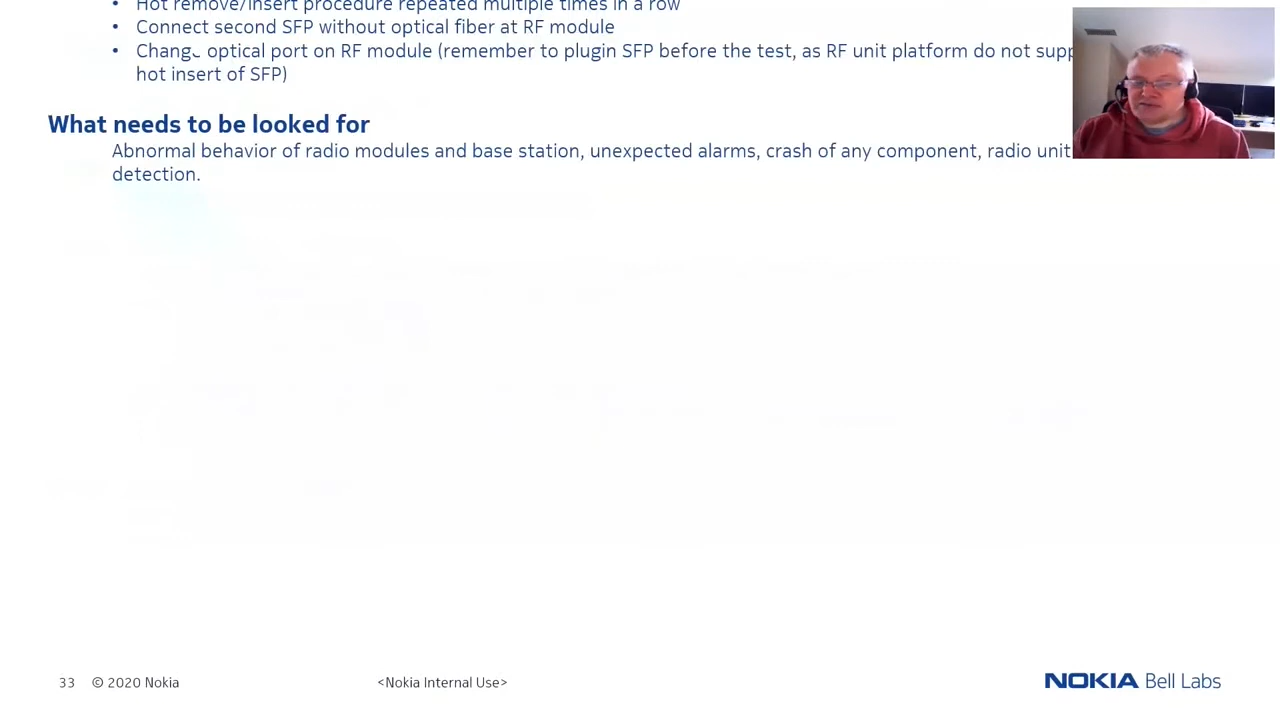 • Hot remove/insert procedure repeated multiple times in a row
• Connect second SFP without optical fiber at RF module
• Change optical port on RF module (remember to plugin SFP before the test, as RF unit platform do not
hot insert of SFP)
What needs to be looked for
Abnormal behavior of radio modules and base station, unexpected alarms, crash of any component, radio unit
detection.
33 © 2020 Nokia <Nokia Internal Use> NOKIA Bell Labs